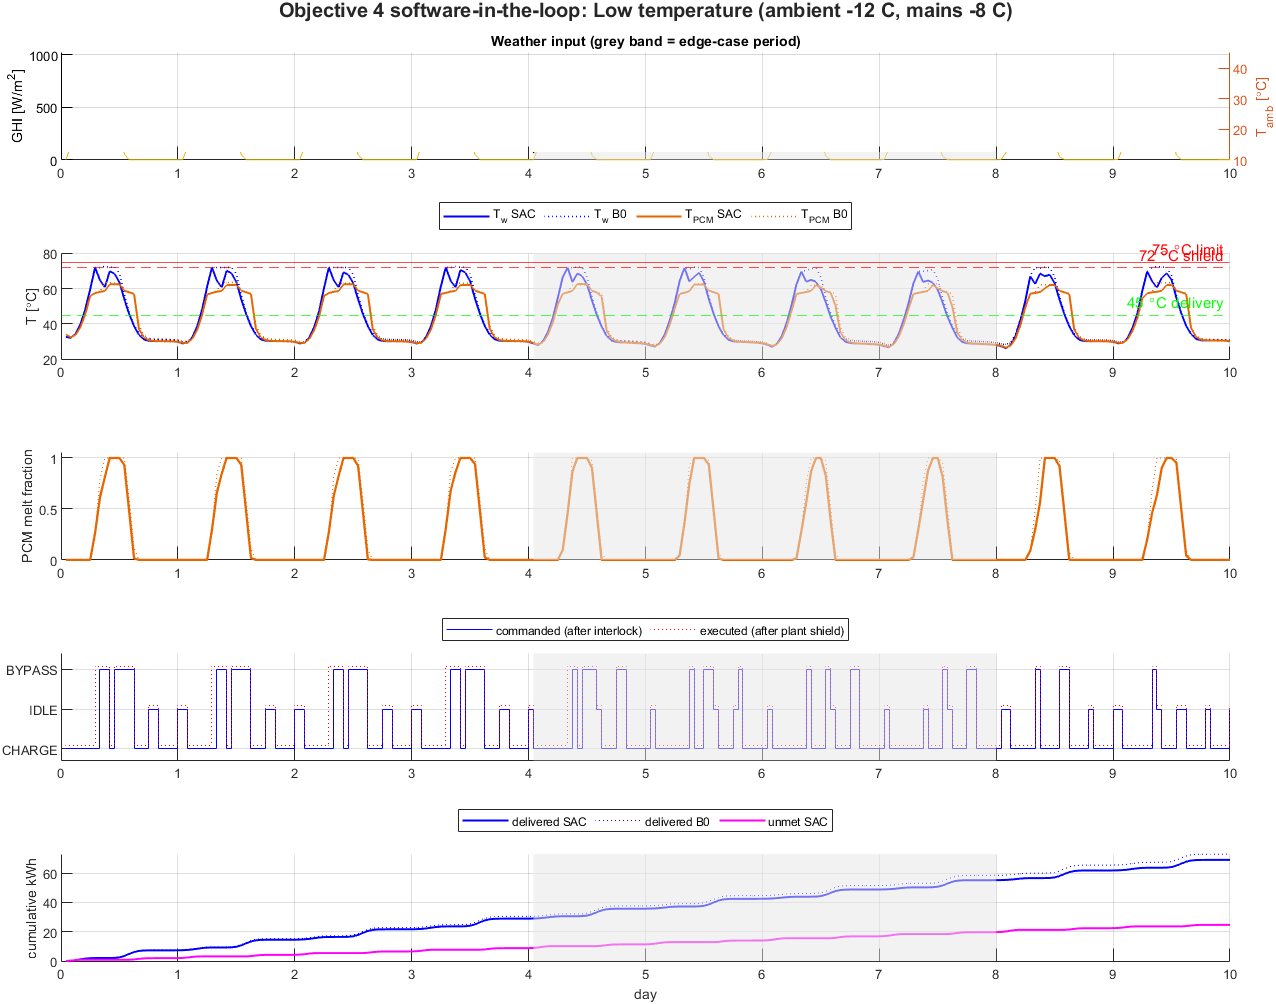 Objective 4 software-in-the-loop: Low temperature (ambient -12 C, mains -8 C)
Weather input (grey band = edge-case period)
GHI [W/m2]
1000
500
0
40
30
20
10
Tamb [°C]
0 1 2 3 4 5 6 7 8 9 10
Tw SAC Tw B0 TPCM SAC TPCM B0
T [°C]
80
60
40
20
75 °C limit
72 °C shield
45 °C delivery
0 1 2 3 4 5 6 7 8 9 10
PCM melt fraction
1
0.5
0
0 1 2 3 4 5 6 7 8 9 10
commanded (after interlock) executed (after plant shield)
BYPASS
IDLE
CHARGE
0 1 2 3 4 5 6 7 8 9 10
delivered SAC delivered B0 unmet SAC
cumulative kWh
60
40
20
0
0 1 2 3 4 5 6 7 8 9 10
day